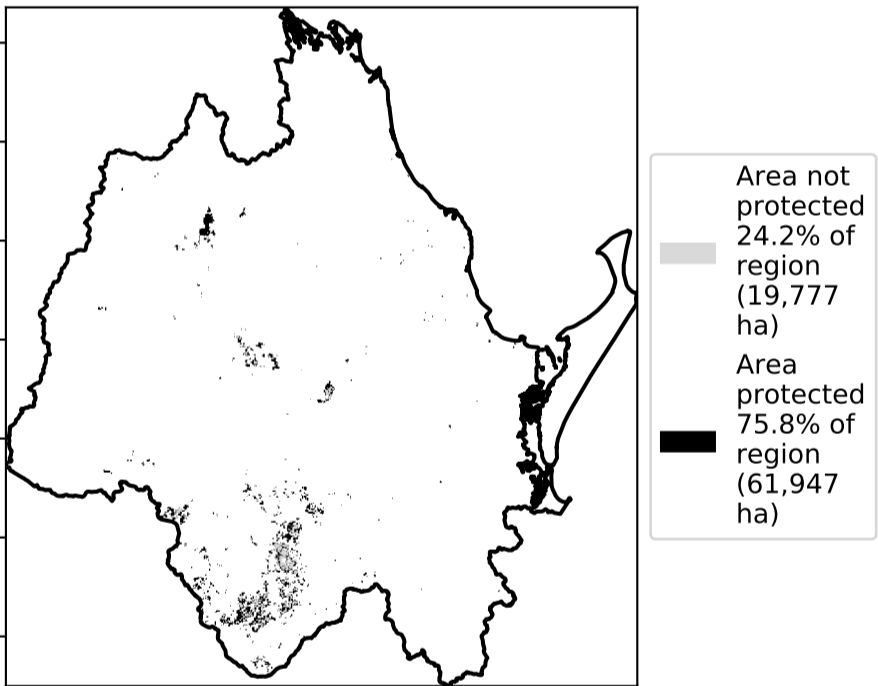 Area not
protected
24.2% of
region
(19,777
ha)
Area
protected
75.8% of
region
(61,947
ha)